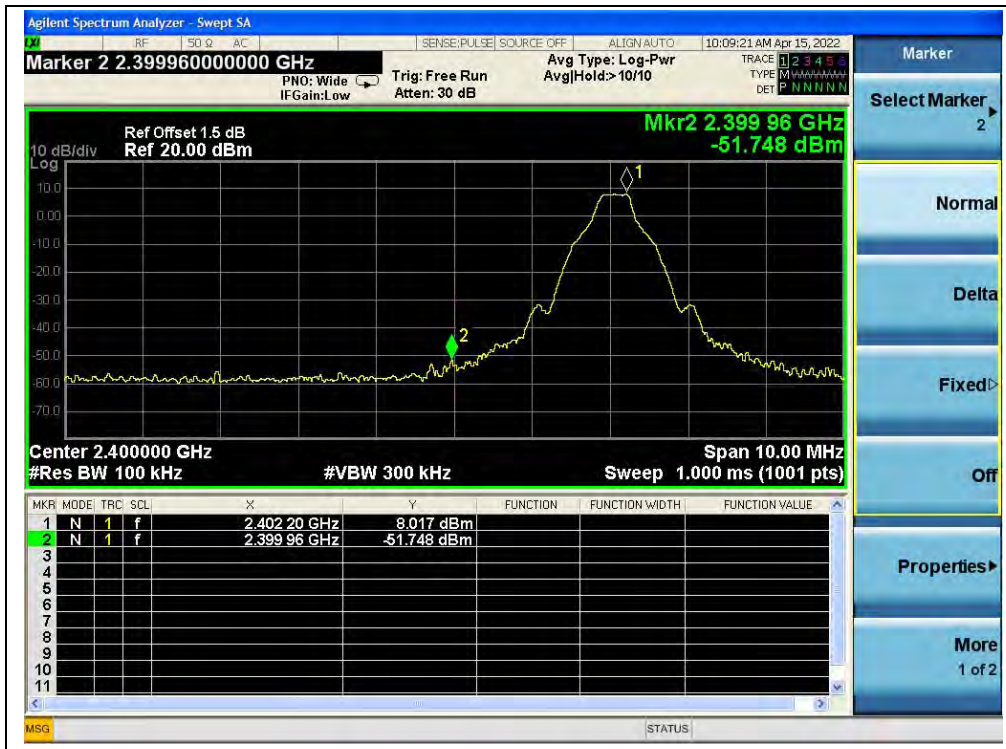 Agilent Spectrum Analyzer - Swept SA
LXI RF 50 Ω AC SENSE:PULSE SOURCE OFF ALIGN AUTO 10:09:21 AM Apr 15, 2022
Marker 2 2.399960000000 GHz
PNO: Wide
IFGain:Low
Trig: Free Run
Atten: 30 dB
Avg Type: Log-Pwr
Avg|Hold:>10/10
TRACE 1 2 3 4 5 6
TYPE M
DET P N N N N N
Ref Offset 1.5 dB
10 dB/div Ref 20.00 dBm
Log
Mkr2 2.399 96 GHz
-51.748 dBm
10.0
0.00
-10.0
-20.0
-30.0
-40.0
-50.0
-60.0
-70.0
1
2
Center 2.400000 GHz Span 10.00 MHz
#Res BW 100 kHz #VBW 300 kHz Sweep 1.000 ms (1001 pts)
MKR MODE TRC SCL X Y FUNCTION FUNCTION WIDTH FUNCTION VALUE
1 N 1 f 2.402 20 GHz 8.017 dBm
2 N 1 f 2.399 96 GHz -51.748 dBm
3
4
5
6
7
8
9
10
11
MSG STATUS
Marker
Select Marker
2
Normal
Delta
Fixed
Off
Properties
More
1 of 2